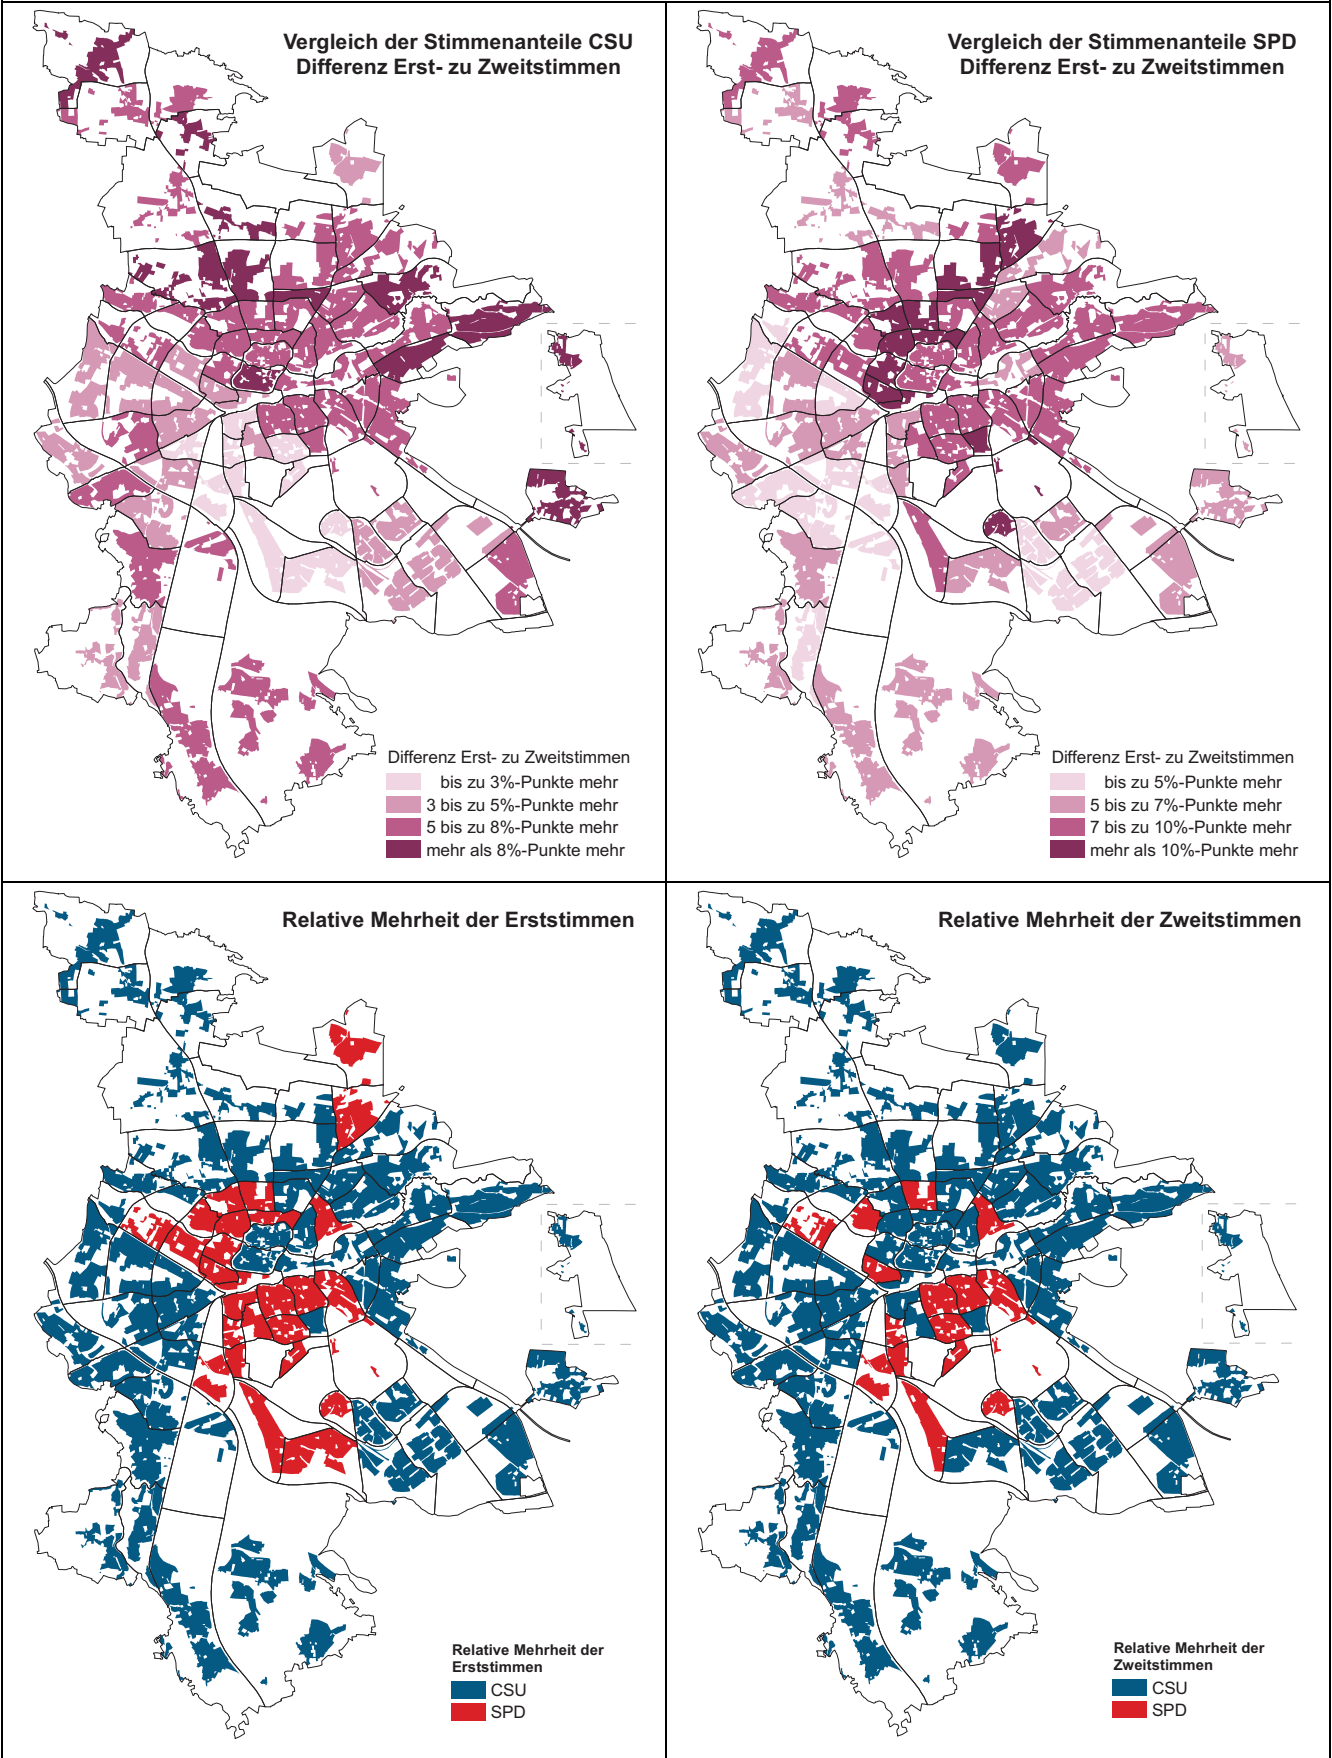 Vergleich der Stimmenanteile CSU
Differenz Erst- zu Zweitstimmen
Differenz Erst- zu Zweitstimmen
bis zu 3%-Punkte mehr
3 bis zu 5%-Punkte mehr
5 bis zu 8%-Punkte mehr
mehr als 8%-Punkte mehr
Vergleich der Stimmenanteile SPD
Differenz Erst- zu Zweitstimmen
Differenz Erst- zu Zweitstimmen
bis zu 5%-Punkte mehr
5 bis zu 7%-Punkte mehr
7 bis zu 10%-Punkte mehr
mehr als 10%-Punkte mehr
Relative Mehrheit der Erststimmen
Relative Mehrheit der
Erststimmen
CSU
SPD
Relative Mehrheit der Zweitstimmen
Relative Mehrheit der
Zweitstimmen
CSU
SPD